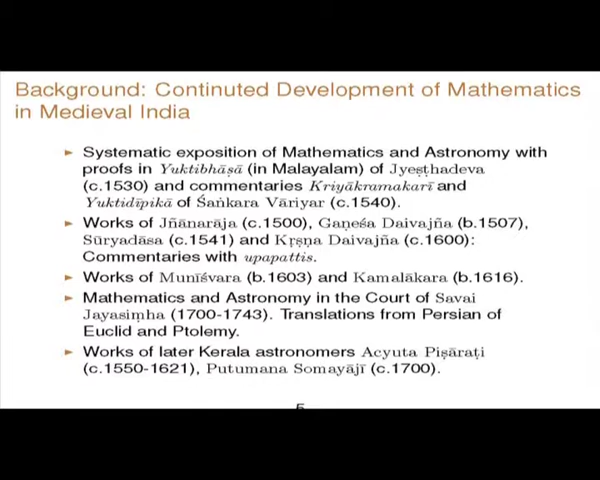 Background: Continuted Development of Mathematics
in Medieval India
► Systematic exposition of Mathematics and Astronomy with
proofs in Yuktibhāṣā (in Malayalam) of Jyeṣṭhadeva
(c.1530) and commentaries Kriyākramakarī and
Yuktidīpikā of Śaṅkara Vāriyar (c.1540).
► Works of Jñānarāja (c.1500), Gaṇeśa Daivajña (b.1507),
Sūryadāsa (c.1541) and Kṛṣṇa Daivajña (c.1600):
Commentaries with upapattis.
► Works of Munīśvara (b.1603) and Kamalākara (b.1616).
► Mathematics and Astronomy in the Court of Savai
Jayasiṃha (1700-1743). Translations from Persian of
Euclid and Ptolemy.
► Works of later Kerala astronomers Acyuta Piṣāraṭi
(c.1550-1621), Putumana Somayājī (c.1700).